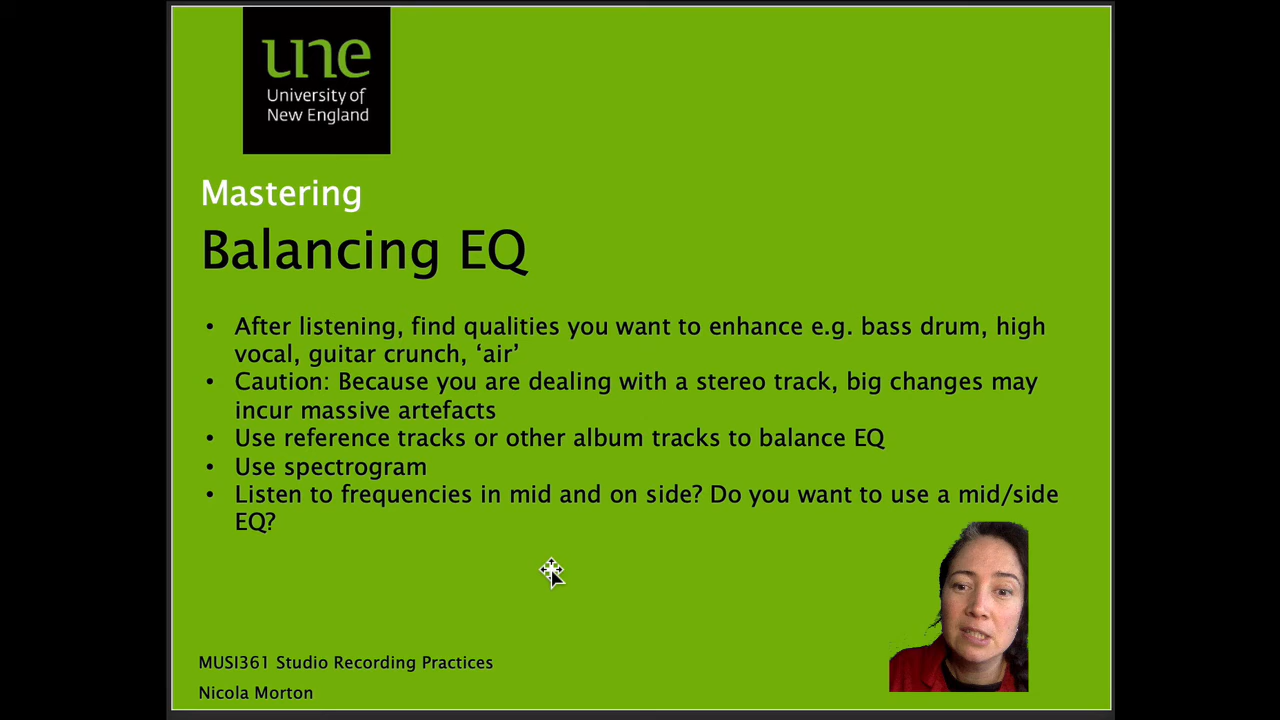 une
University of
New England
Mastering
Balancing EQ
• After listening, find qualities you want to enhance e.g. bass drum, high
vocal, guitar crunch, ‘air’
• Caution: Because you are dealing with a stereo track, big changes may
incur massive artefacts
• Use reference tracks or other album tracks to balance EQ
• Use spectrogram
• Listen to frequencies in mid and on side? Do you want to use a mid/side
EQ?
MUSI361 Studio Recording Practices
Nicola Morton